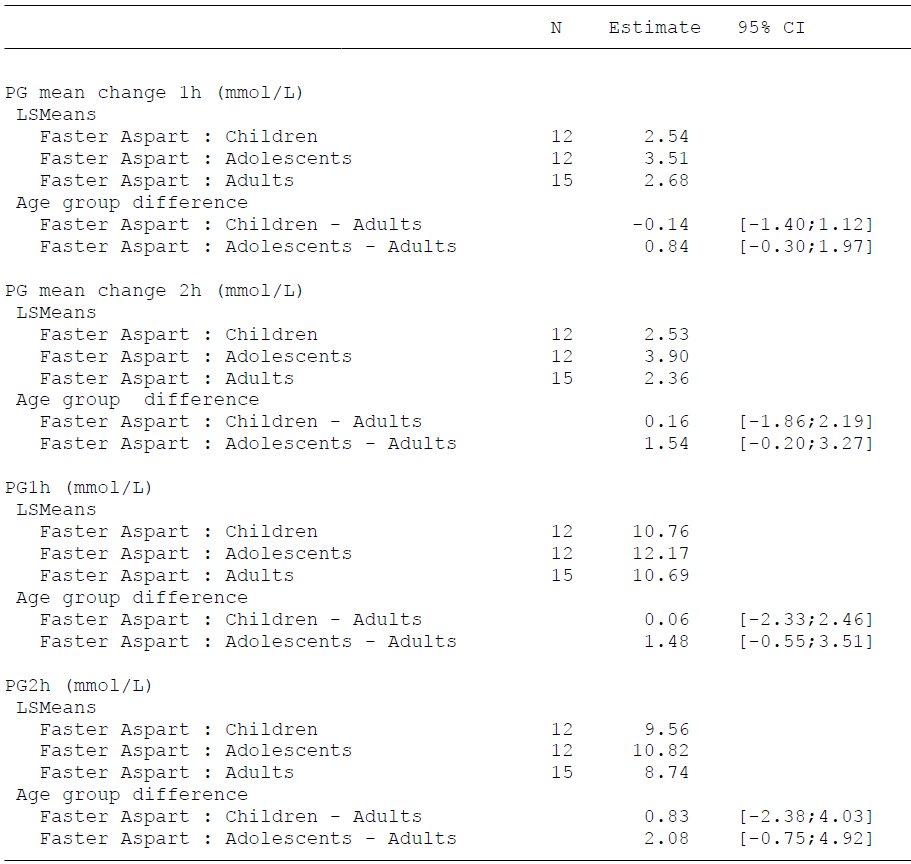 N Estimate 95% CI
PG mean change 1h (mmol/L)
LSMeans
Faster Aspart : Children 12 2.54
Faster Aspart : Adolescents 12 3.51
Faster Aspart : Adults 15 2.68
Age group difference
Faster Aspart : Children - Adults -0.14 [-1.40;1.12]
Faster Aspart : Adolescents - Adults 0.84 [-0.30;1.97]
PG mean change 2h (mmol/L)
LSMeans
Faster Aspart : Children 12 2.53
Faster Aspart : Adolescents 12 3.90
Faster Aspart : Adults 15 2.36
Age group  difference
Faster Aspart : Children - Adults 0.16 [-1.86;2.19]
Faster Aspart : Adolescents - Adults 1.54 [-0.20;3.27]
PG1h (mmol/L)
LSMeans
Faster Aspart : Children 12 10.76
Faster Aspart : Adolescents 12 12.17
Faster Aspart : Adults 15 10.69
Age group difference
Faster Aspart : Children - Adults 0.06 [-2.33;2.46]
Faster Aspart : Adolescents - Adults 1.48 [-0.55;3.51]
PG2h (mmol/L)
LSMeans
Faster Aspart : Children 12 9.56
Faster Aspart : Adolescents 12 10.82
Faster Aspart : Adults 15 8.74
Age group difference
Faster Aspart : Children - Adults 0.83 [-2.38;4.03]
Faster Aspart : Adolescents - Adults 2.08 [-0.75;4.92]